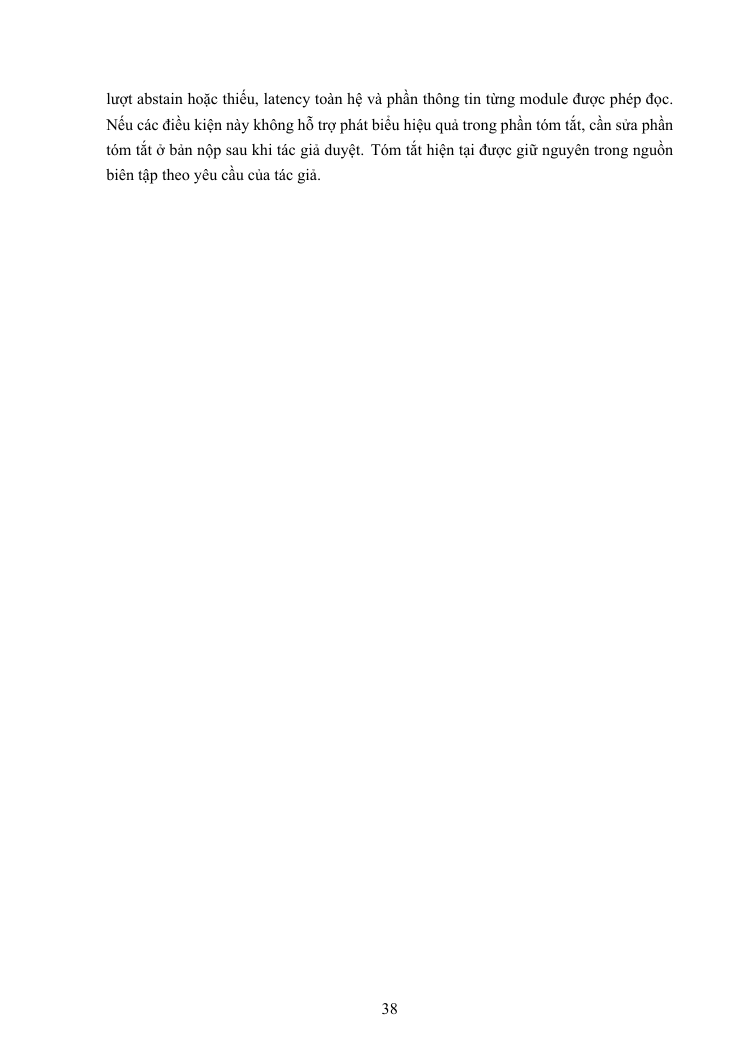 lượt abstain hoặc thiếu, latency toàn hệ và phần thông tin từng module được phép đọc.
Nếu các điều kiện này không hỗ trợ phát biểu hiệu quả trong phần tóm tắt, cần sửa phần
tóm tắt ở bản nộp sau khi tác giả duyệt. Tóm tắt hiện tại được giữ nguyên trong nguồn
biên tập theo yêu cầu của tác giả.
38